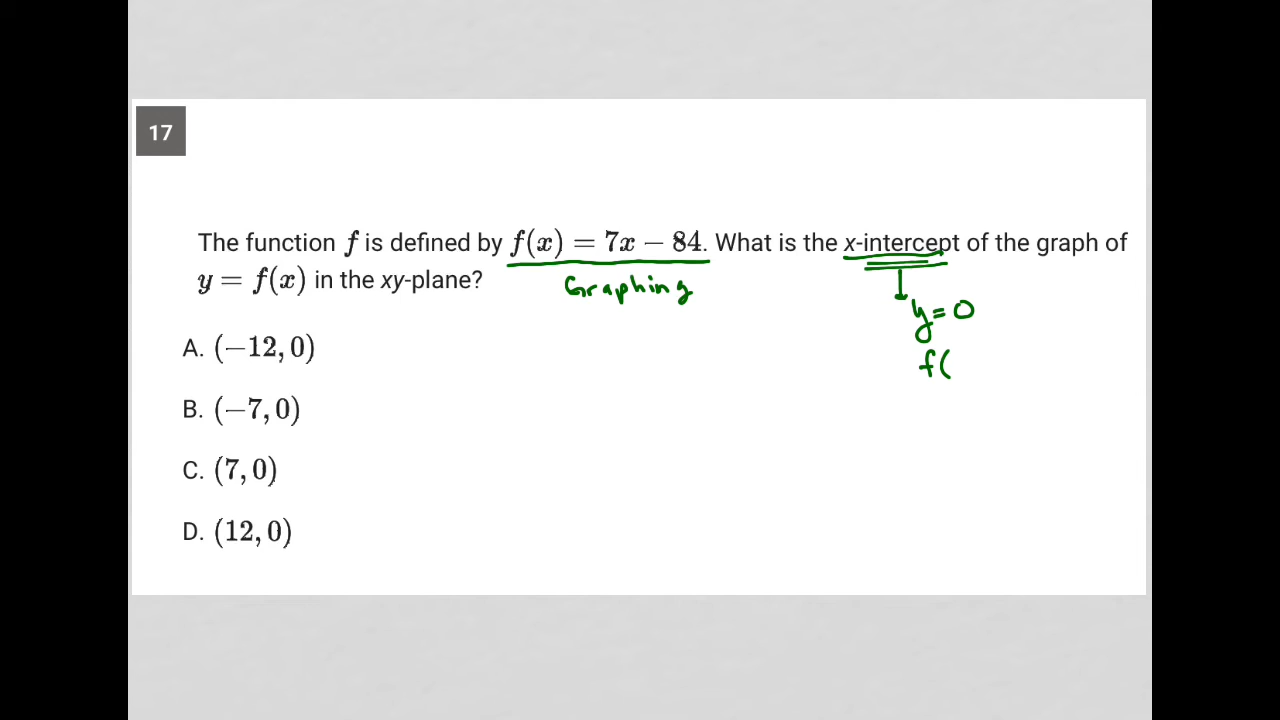 17
The function f is defined by f(x) = 7x − 84. What is the x-intercept of the graph of
y = f(x) in the xy-plane?
Graphing
y = 0
f(
A. (−12, 0)
B. (−7, 0)
C. (7, 0)
D. (12, 0)